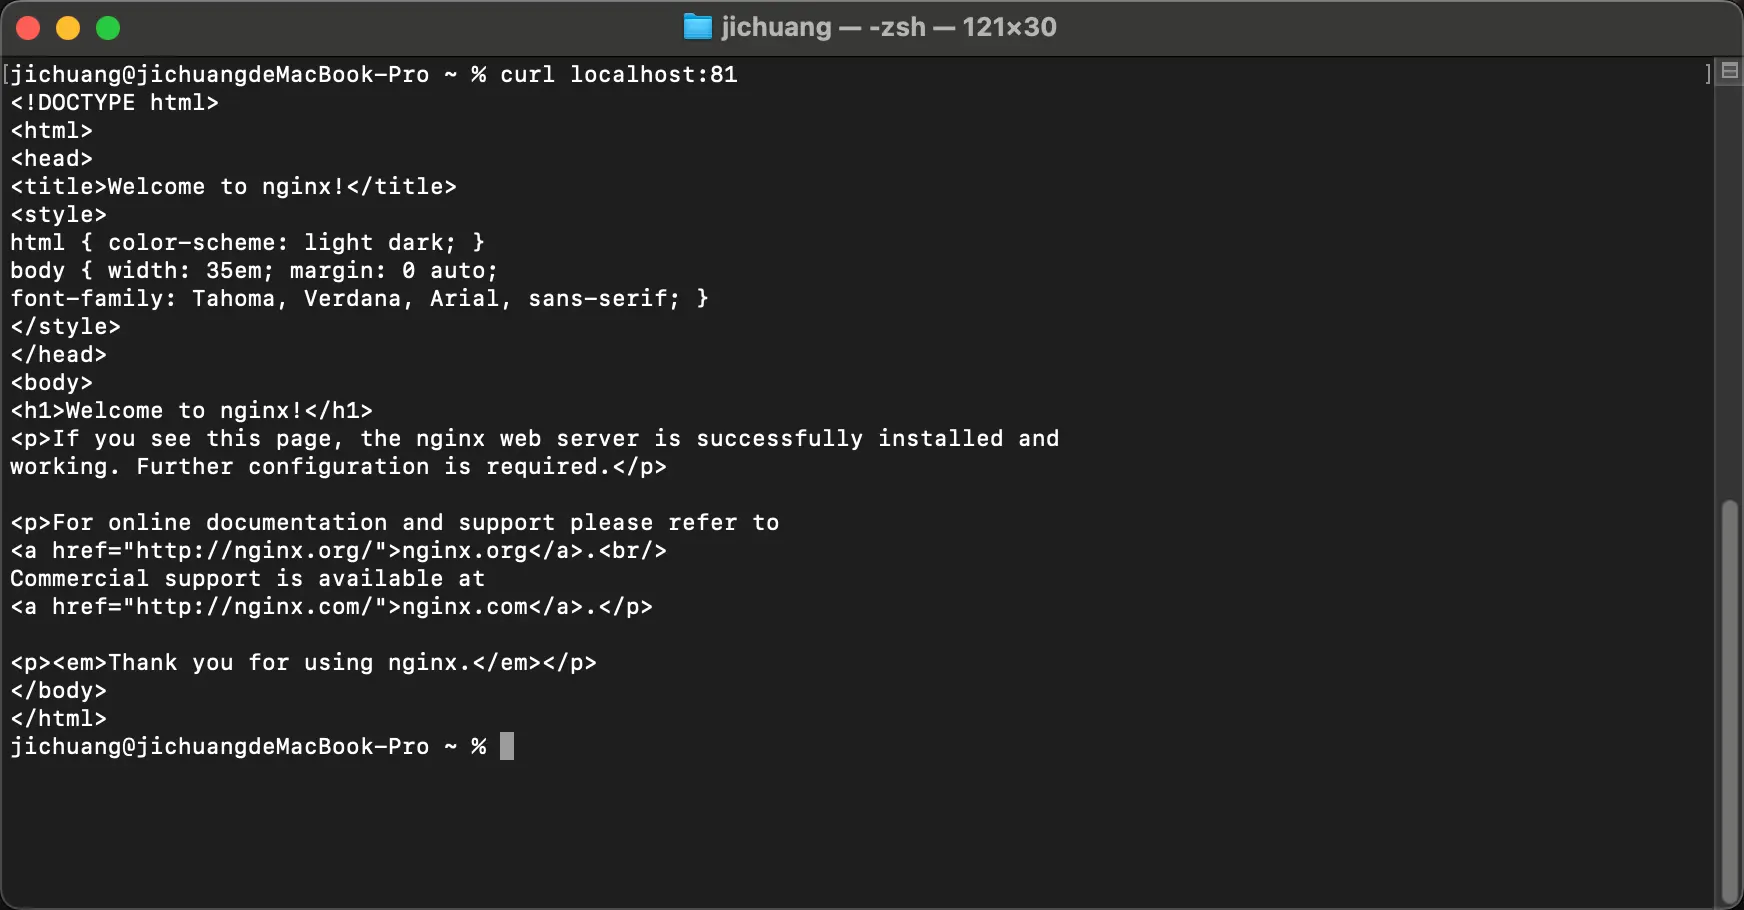 jichuang — -zsh — 121×30
[jichuang@jichuangdeMacBook-Pro ~ % curl localhost:81 ]
<!DOCTYPE html>
<html>
<head>
<title>Welcome to nginx!</title>
<style>
html { color-scheme: light dark; }
body { width: 35em; margin: 0 auto;
font-family: Tahoma, Verdana, Arial, sans-serif; }
</style>
</head>
<body>
<h1>Welcome to nginx!</h1>
<p>If you see this page, the nginx web server is successfully installed and
working. Further configuration is required.</p>

<p>For online documentation and support please refer to
<a href="http://nginx.org/">nginx.org</a>.<br/>
Commercial support is available at
<a href="http://nginx.com/">nginx.com</a>.</p>

<p><em>Thank you for using nginx.</em></p>
</body>
</html>
jichuang@jichuangdeMacBook-Pro ~ %